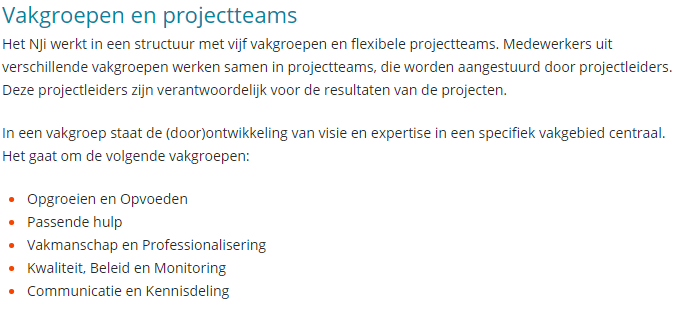 Vakgroepen en projectteams
Het NJi werkt in een structuur met vijf vakgroepen en flexibele projectteams. Medewerkers uit
verschillende vakgroepen werken samen in projectteams, die worden aangestuurd door projectleiders.
Deze projectleiders zijn verantwoordelijk voor de resultaten van de projecten.
In een vakgroep staat de (door)ontwikkeling van visie en expertise in een specifiek vakgebied centraal.
Het gaat om de volgende vakgroepen:
• Opgroeien en Opvoeden
• Passende hulp
• Vakmanschap en Professionalisering
• Kwaliteit, Beleid en Monitoring
• Communicatie en Kennisdeling